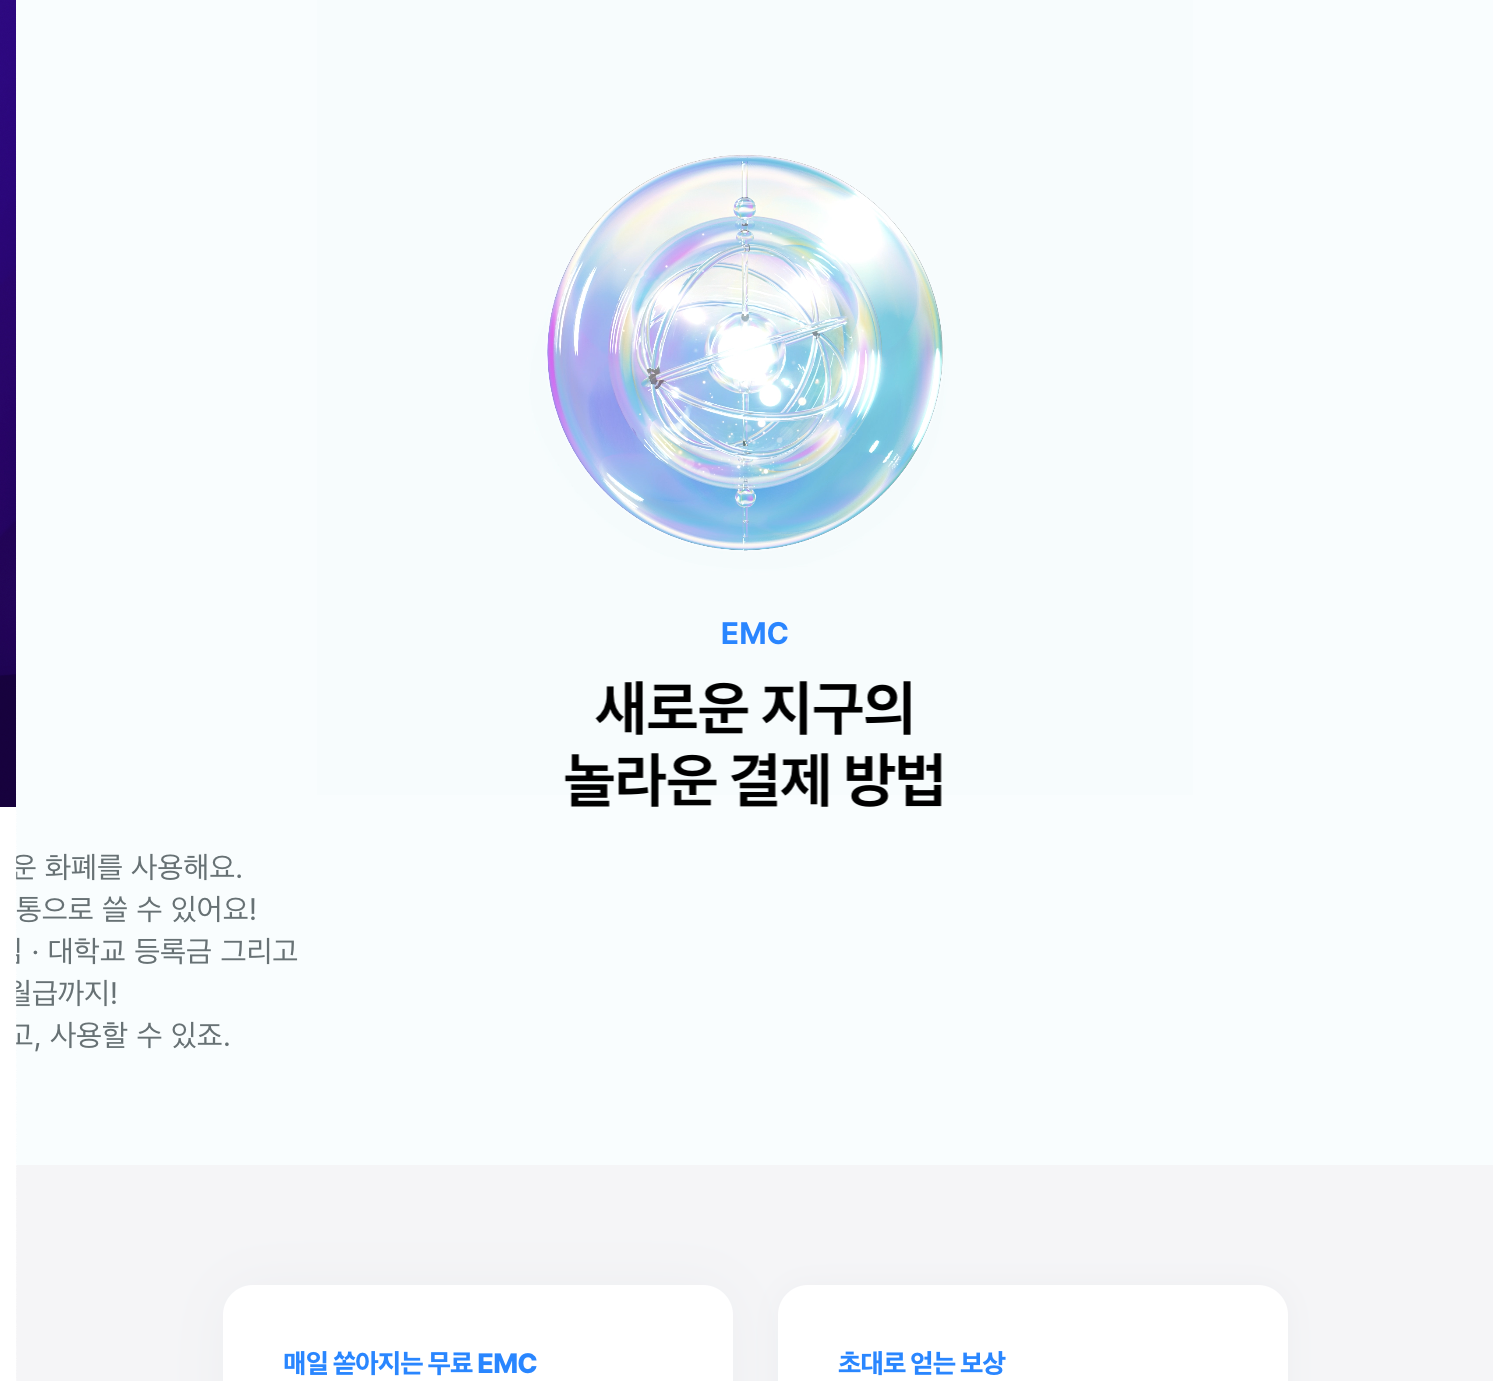 EMC
새로운 지구의
놀라운 결제 방법
운 화폐를 사용해요.
통으로 쓸 수 있어요!
· 대학교 등록금 그리고
월급까지!
고, 사용할 수 있죠.
매일 쏟아지는 무료 EMC
초대로 얻는 보상